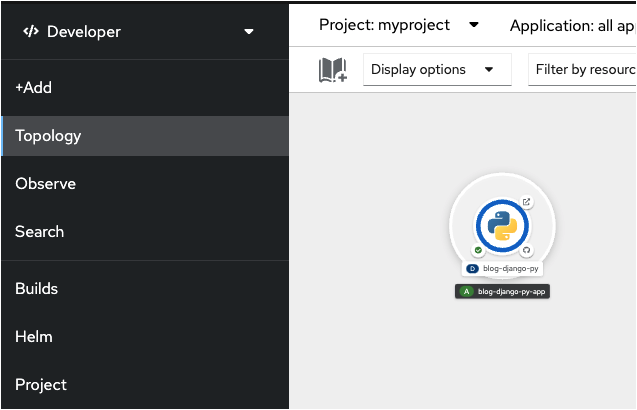 Developer
+Add
Topology
Observe
Search
Builds
Helm
Project
Project: myproject
Application: all app
Display options
Filter by resourc
D blog-django-py
A blog-django-py-app